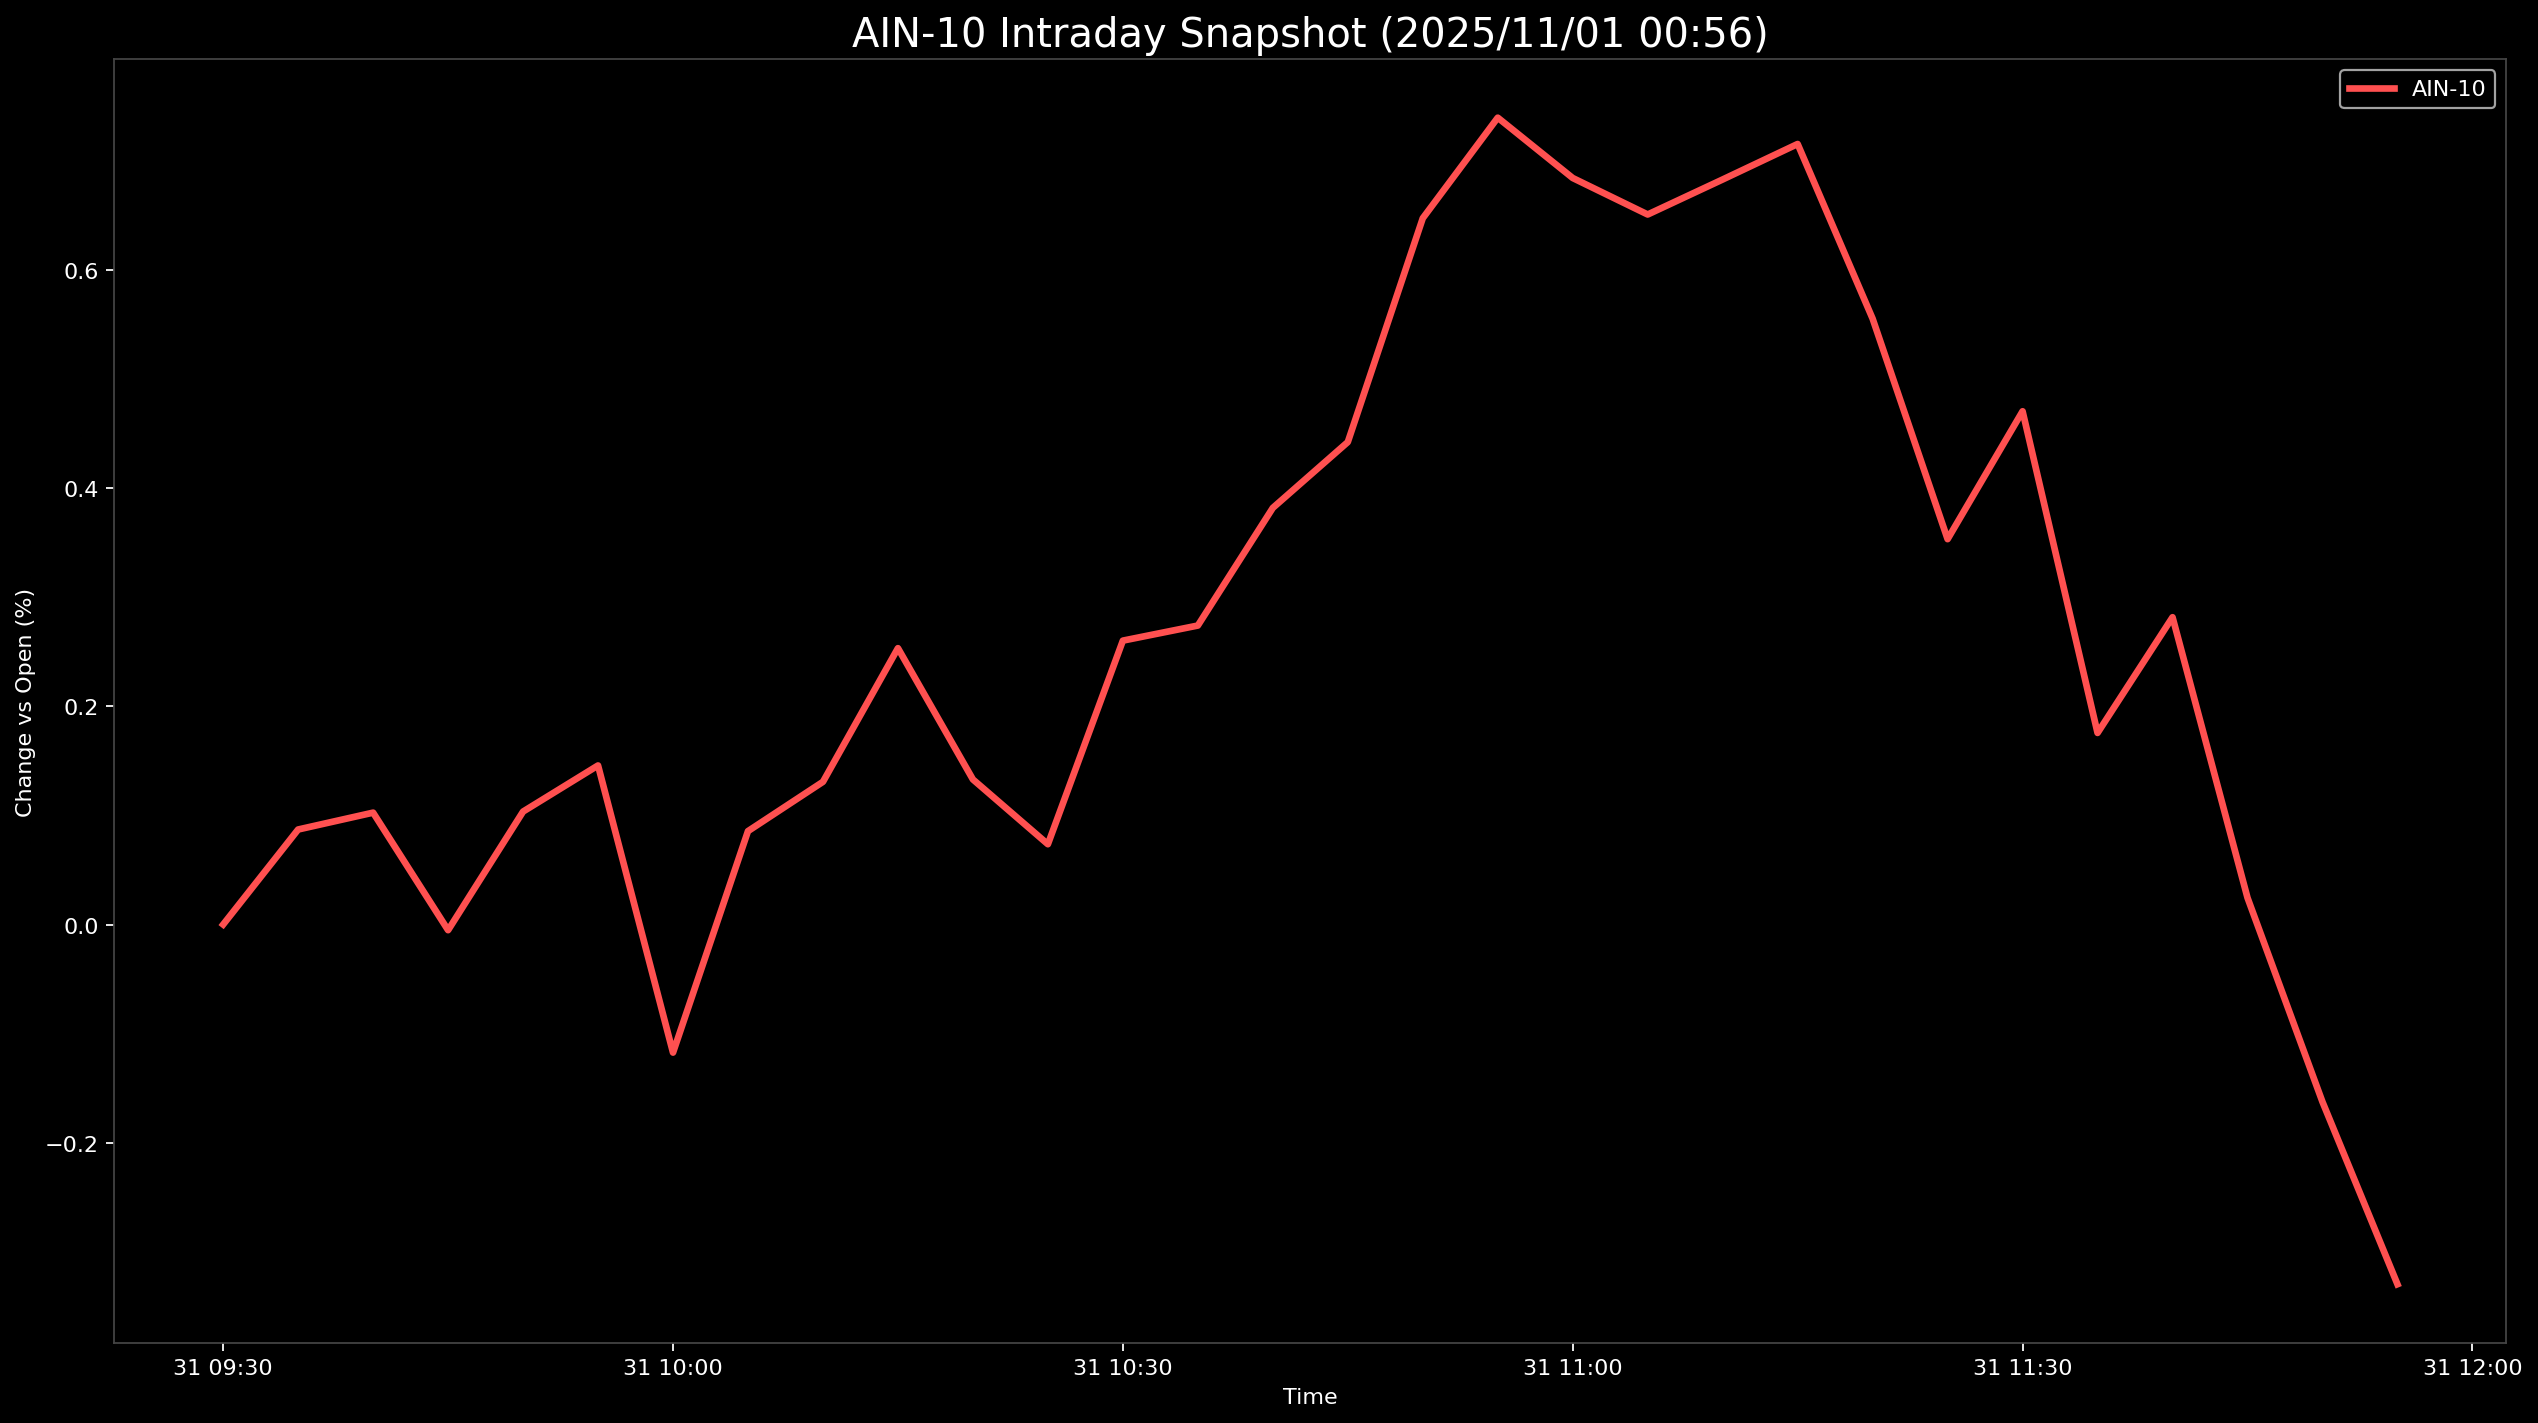 AIN-10 Intraday Snapshot (2025/11/01 00:56)
AIN-10
0.6
0.4
0.2
0.0
−0.2
Change vs Open (%)
31 09:30
31 10:00
31 10:30
31 11:00
31 11:30
31 12:00
Time